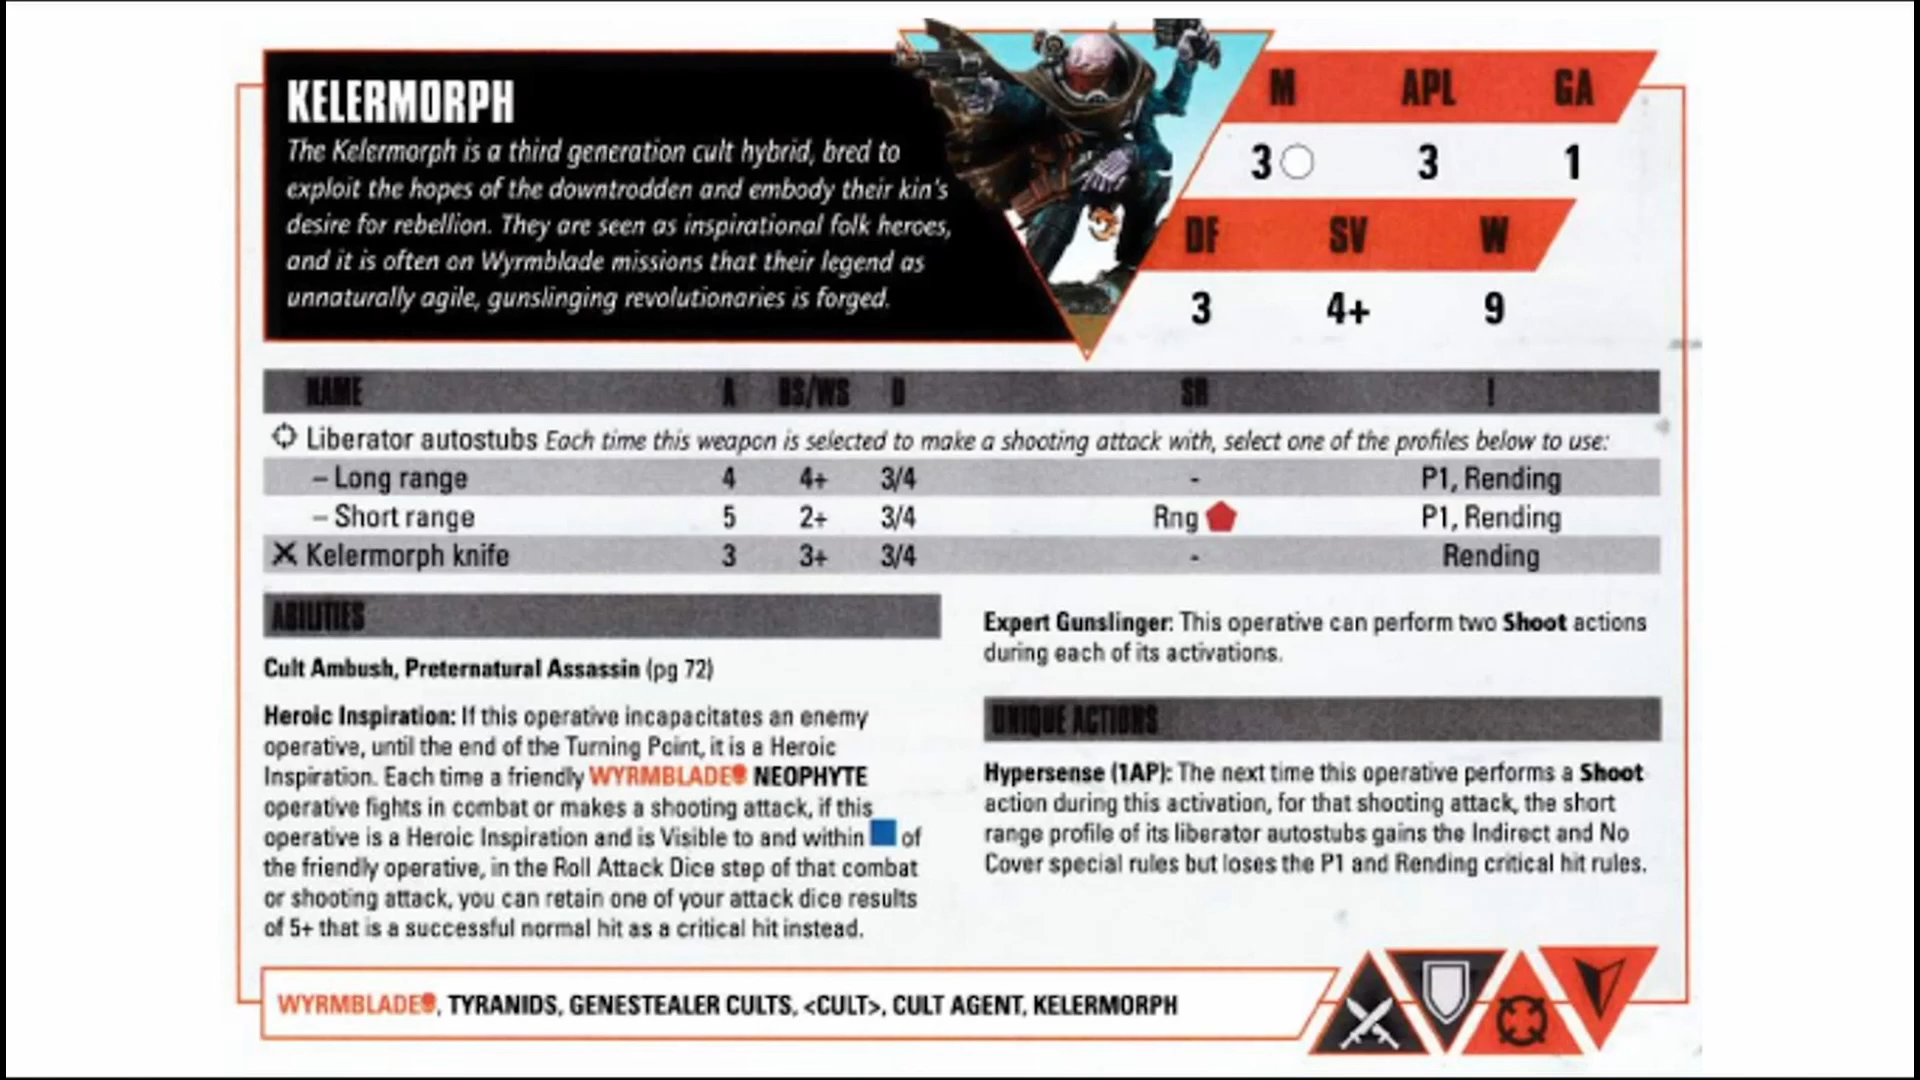 KELERMORPH
The Kelermorph is a third generation cult hybrid, bred to
exploit the hopes of the downtrodden and embody their kin's
desire for rebellion. They are seen as inspirational folk heroes,
and it is often on Wyrmblade missions that their legend as
unnaturally agile, gunslinging revolutionaries is forged.
M APL GA
3 3 1
DF SV W
3 4+ 9
NAME A BS/WS D SR !
Liberator autostubs Each time this weapon is selected to make a shooting attack with, select one of the profiles below to use:
– Long range 4 4+ 3/4 - P1, Rending
– Short range 5 2+ 3/4 Rng P1, Rending
Kelermorph knife 3 3+ 3/4 - Rending
ABILITIES
Cult Ambush, Preternatural Assassin (pg 72)
Heroic Inspiration: If this operative incapacitates an enemy
operative, until the end of the Turning Point, it is a Heroic
Inspiration. Each time a friendly WYRMBLADE NEOPHYTE
operative fights in combat or makes a shooting attack, if this
operative is a Heroic Inspiration and is Visible to and within of
the friendly operative, in the Roll Attack Dice step of that combat
or shooting attack, you can retain one of your attack dice results
of 5+ that is a successful normal hit as a critical hit instead.
Expert Gunslinger: This operative can perform two Shoot actions
during each of its activations.
UNIQUE ACTIONS
Hypersense (1AP): The next time this operative performs a Shoot
action during this activation, for that shooting attack, the short
range profile of its liberator autostubs gains the Indirect and No
Cover special rules but loses the P1 and Rending critical hit rules.
WYRMBLADE, TYRANIDS, GENESTEALER CULTS, <CULT>, CULT AGENT, KELERMORPH